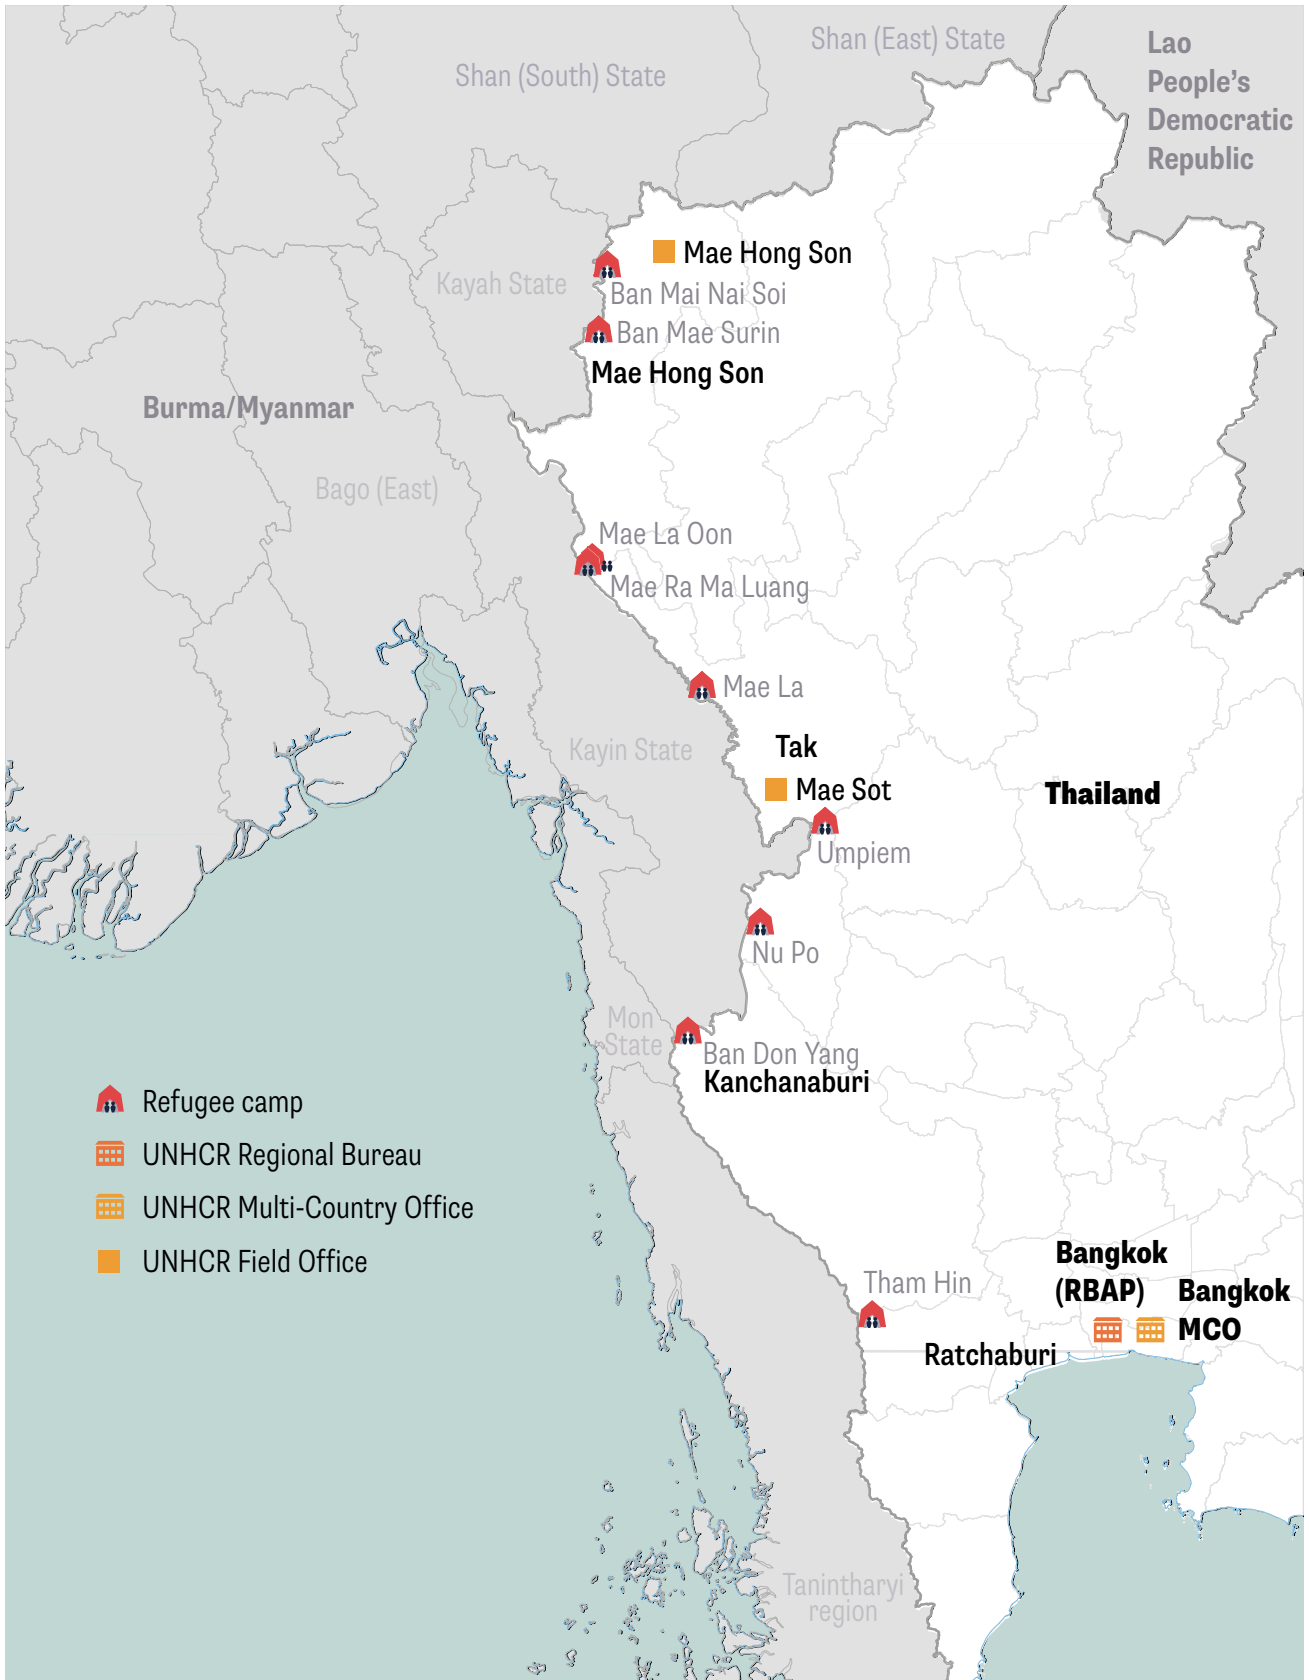 Shan (East) State
Lao
People's
Democratic
Republic
Shan (South) State
Mae Hong Son
Kayah State
Ban Mai Nai Soi
Ban Mae Surin
Mae Hong Son
Burma/Myanmar
Bago (East)
Mae La Oon
Mae Ra Ma Luang
Mae La
Kayin State
Tak
Mae Sot
Thailand
Umpiem
Nu Po
Mon
State
Ban Don Yang
Kanchanaburi
Refugee camp
UNHCR Regional Bureau
UNHCR Multi-Country Office
UNHCR Field Office
Bangkok
(RBAP)
Bangkok
MCO
Tham Hin
Ratchaburi
Tanintharyi
region